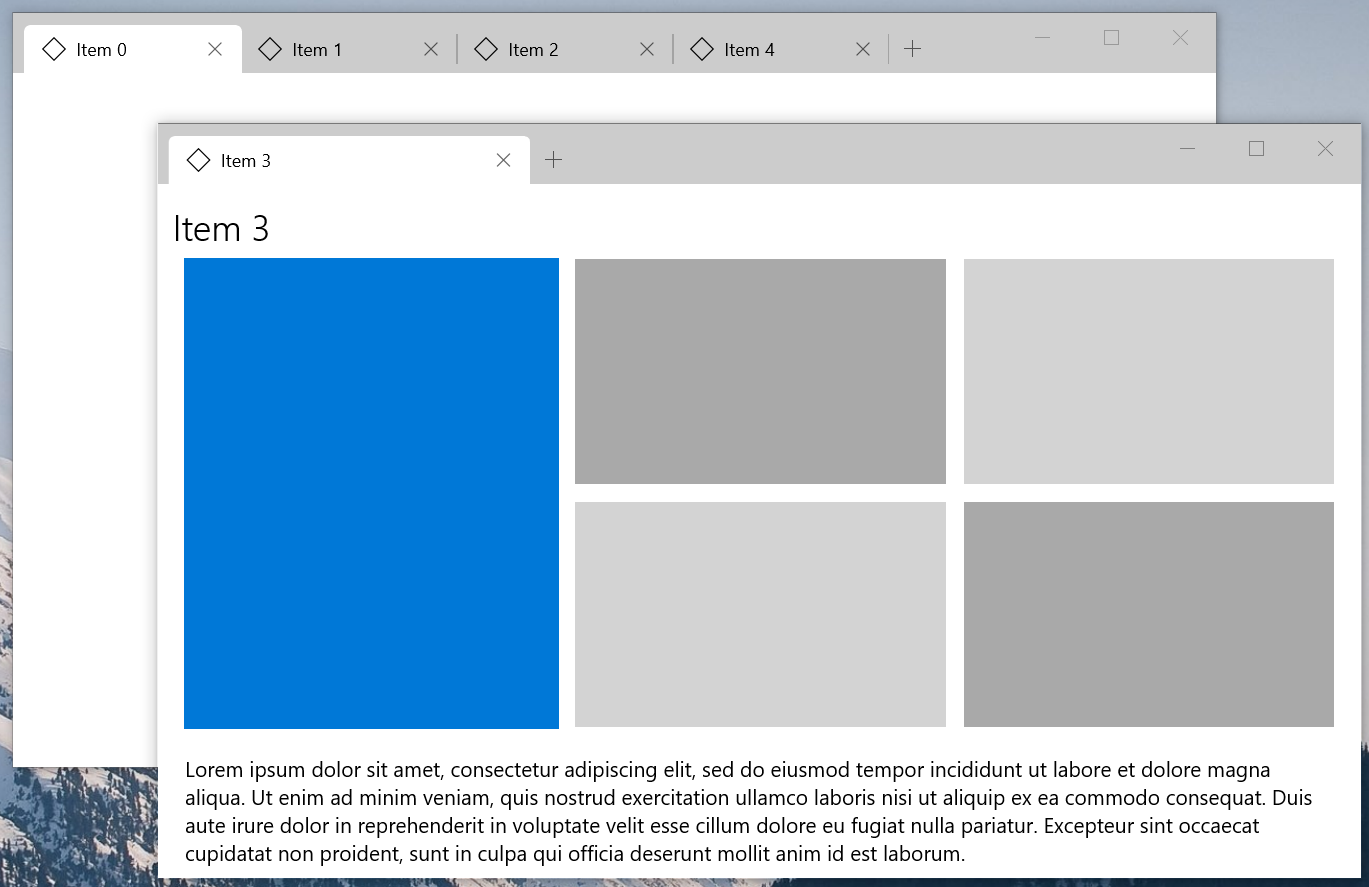 Item 0
Item 1
Item 2
Item 4
Item 3
Item 3
Lorem ipsum dolor sit amet, consectetur adipiscing elit, sed do eiusmod tempor incididunt ut labore et dolore magna
aliqua. Ut enim ad minim veniam, quis nostrud exercitation ullamco laboris nisi ut aliquip ex ea commodo consequat. Duis
aute irure dolor in reprehenderit in voluptate velit esse cillum dolore eu fugiat nulla pariatur. Excepteur sint occaecat
cupidatat non proident, sunt in culpa qui officia deserunt mollit anim id est laborum.